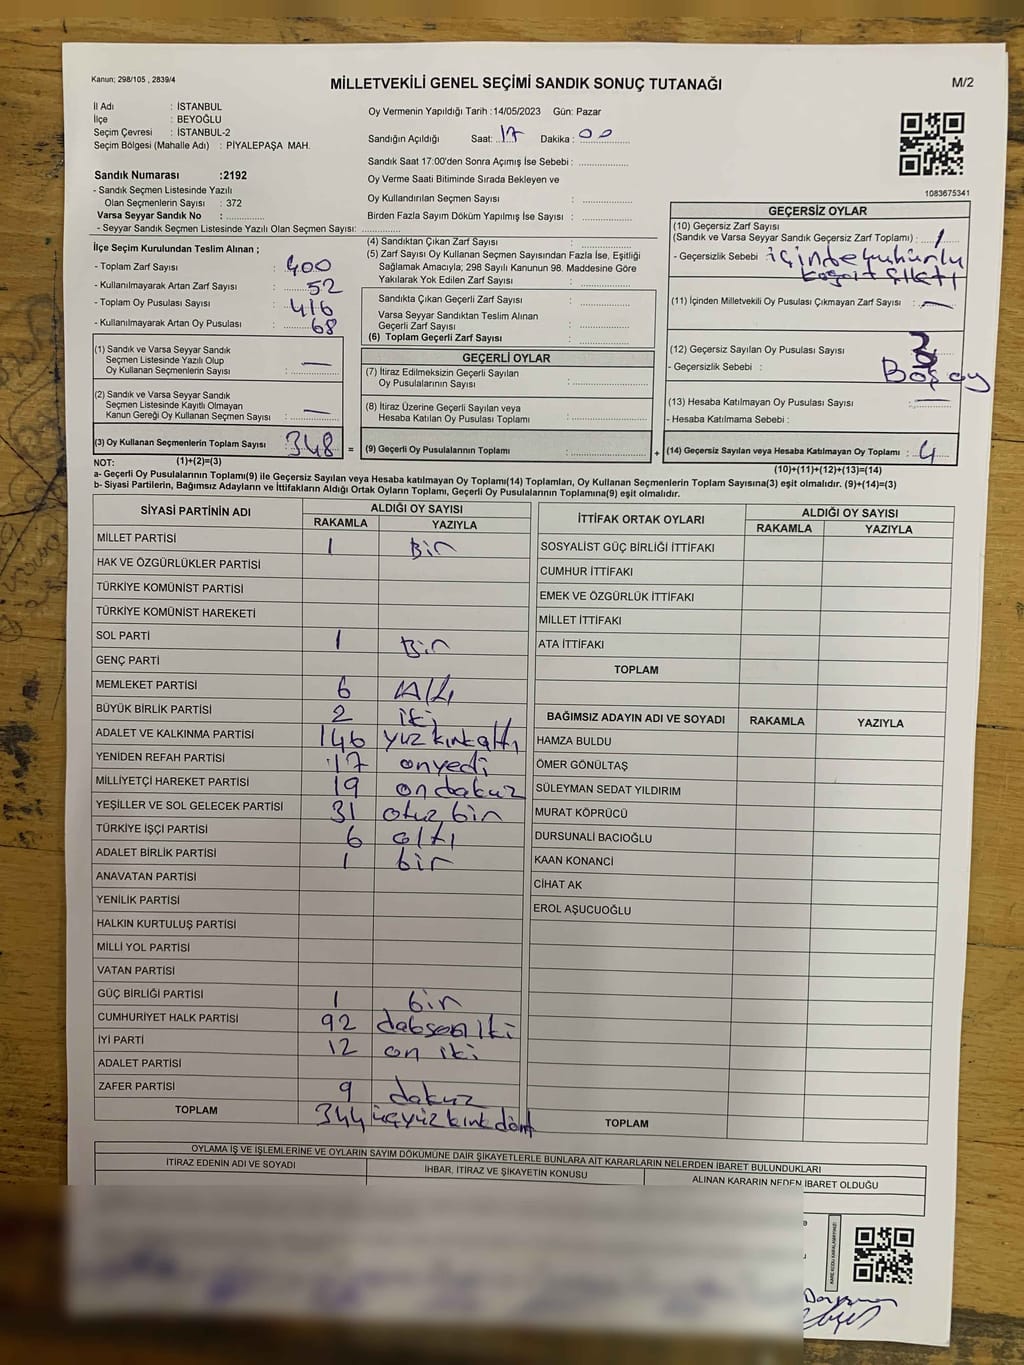 Kanun; 298/105 , 2839/4
MİLLETVEKİLİ GENEL SEÇİMİ SANDIK SONUÇ TUTANAĞI
M/2
İl Adı : İSTANBUL
İlçe : BEYOĞLU
Seçim Çevresi : İSTANBUL-2
Seçim Bölgesi (Mahalle Adı) : PİYALEPAŞA MAH.
Sandık Numarası :2192
- Sandık Seçmen Listesinde Yazılı
Olan Seçmenlerin Sayısı : 372
Varsa Seyyar Sandık No : ..............
- Seyyar Sandık Seçmen Listesinde Yazılı Olan Seçmen Sayısı: ..............
Oy Vermenin Yapıldığı Tarih :14/05/2023 Gün: Pazar
Sandığın Açıldığı Saat: 17 Dakika : 00
Sandık Saat 17:00'den Sonra Açımış İse Sebebi : ..............
Oy Verme Saati Bitiminde Sırada Bekleyen ve
Oy Kullandırılan Seçmen Sayısı : ..............
Birden Fazla Sayım Döküm Yapılmış İse Sayısı : ..............
1083675341
İlçe Seçim Kurulundan Teslim Alınan ;
- Toplam Zarf Sayısı : 400
- Kullanılmayarak Artan Zarf Sayısı : 52
- Toplam Oy Pusulası Sayısı : 416
- Kullanılmayarak Artan Oy Pusulası : 68
(1) Sandık ve Varsa Seyyar Sandık
Seçmen Listesinde Yazılı Olup
Oy Kullanan Seçmenlerin Sayısı : —
(2) Sandık ve Varsa Seyyar Sandık
Seçmen Listesinde Kayıtlı Olmayan
Kanun Gereği Oy Kullanan Seçmen Sayısı : —
(3) Oy Kullanan Seçmenlerin Toplam Sayısı : 348 =
(1)+(2)=(3)
(4) Sandıktan Çıkan Zarf Sayısı : ..............
(5) Zarf Sayısı Oy Kullanan Seçmen Sayısından Fazla İse, Eşitliği
Sağlamak Amacıyla; 298 Sayılı Kanunun 98. Maddesine Göre
Yakılarak Yok Edilen Zarf Sayısı : ..............
Sandıkta Çıkan Geçerli Zarf Sayısı : ..............
Varsa Seyyar Sandıktan Teslim Alınan
Geçerli Zarf Sayısı : ..............
(6) Toplam Geçerli Zarf Sayısı : ..............
GEÇERLİ OYLAR
(7) İtiraz Edilmeksizin Geçerli Sayılan
Oy Pusulalarının Sayısı : ..............
(8) İtiraz Üzerine Geçerli Sayılan veya
Hesaba Katılan Oy Pusulası Toplamı : ..............
(9) Geçerli Oy Pusulalarının Toplamı : .............. +
GEÇERSİZ OYLAR
(10) Geçersiz Zarf Sayısı
(Sandık ve Varsa Seyyar Sandık Geçersiz Zarf Toplamı) : 1
- Geçersizlik Sebebi : içinde mühürlü
kağıt çıktı
(11) İçinden Milletvekili Oy Pusulası Çıkmayan Zarf Sayısı : —
(12) Geçersiz Sayılan Oy Pusulası Sayısı : 3
- Geçersizlik Sebebi : Boş oy
(13) Hesaba Katılmayan Oy Pusulası Sayısı : —
- Hesaba Katılmama Sebebi :
(14) Geçersiz Sayılan veya Hesaba Katılmayan Oy Toplamı : 4
(10)+(11)+(12)+(13)=(14)
NOT:
a- Geçerli Oy Pusulalarının Toplamı(9) ile Geçersiz Sayılan veya Hesaba katılmayan Oy Toplamı(14) Toplamları, Oy Kullanan Seçmenlerin Toplam Sayısına(3) eşit olmalıdır. (9)+(14)=(3)
b- Siyasi Partilerin, Bağımsız Adayların ve İttifakların Aldığı Ortak Oyların Toplamı, Geçerli Oy Pusulalarının Toplamına(9) eşit olmalıdır.
SİYASİ PARTİNİN ADI ALDIĞI OY SAYISI
RAKAMLA YAZIYLA
MİLLET PARTİSİ 1 Bir
HAK VE ÖZGÜRLÜKLER PARTİSİ
TÜRKİYE KOMÜNİST PARTİSİ
TÜRKİYE KOMÜNİST HAREKETİ
SOL PARTİ 1 Bir
GENÇ PARTİ
MEMLEKET PARTİSİ 6 Altı
BÜYÜK BİRLİK PARTİSİ 2 iki
ADALET VE KALKINMA PARTİSİ 146 yüz kırk altı
YENİDEN REFAH PARTİSİ 17 onyedi
MİLLİYETÇİ HAREKET PARTİSİ 19 on dokuz
YEŞİLLER VE SOL GELECEK PARTİSİ 31 otuz bir
TÜRKİYE İŞÇİ PARTİSİ 6 altı
ADALET BİRLİK PARTİSİ 1 bir
ANAVATAN PARTİSİ
YENİLİK PARTİSİ
HALKIN KURTULUŞ PARTİSİ
MİLLİ YOL PARTİSİ
VATAN PARTİSİ
GÜÇ BİRLİĞİ PARTİSİ 1 bir
CUMHURİYET HALK PARTİSİ 92 doksan iki
İYİ PARTİ 12 on iki
ADALET PARTİSİ
ZAFER PARTİSİ 9 dokuz
TOPLAM 344 üçyüz kırk dört
İTTİFAK ORTAK OYLARI ALDIĞI OY SAYISI
RAKAMLA YAZIYLA
SOSYALİST GÜÇ BİRLİĞİ İTTİFAKI
CUMHUR İTTİFAKI
EMEK VE ÖZGÜRLÜK İTTİFAKI
MİLLET İTTİFAKI
ATA İTTİFAKI
TOPLAM
BAĞIMSIZ ADAYIN ADI VE SOYADI RAKAMLA YAZIYLA
HAMZA BULDU
ÖMER GÖNÜLTAŞ
SÜLEYMAN SEDAT YILDIRIM
MURAT KÖPRÜCÜ
DURSUNALİ BACIOĞLU
KAAN KONANCİ
CİHAT AK
EROL AŞUCUOĞLU
TOPLAM
OYLAMA İŞ VE İŞLEMLERİNE VE OYLARIN SAYIM DÖKÜMÜNE DAİR ŞİKAYETLERLE BUNLARA AİT KARARLARIN NELERDEN İBARET BULUNDUKLARI
İTİRAZ EDENİN ADI VE SOYADI İHBAR, İTİRAZ VE ŞİKAYETİN KONUSU ALINAN KARARIN NEDEN İBARET OLDUĞU